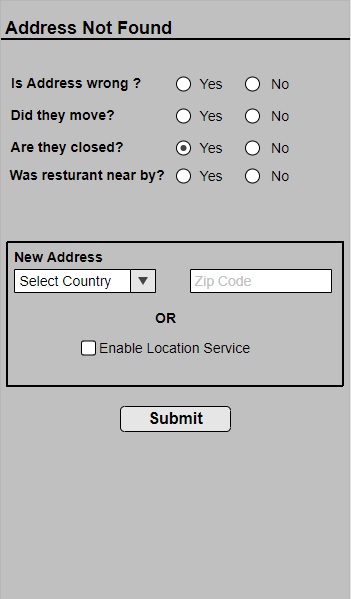 Address Not Found
Is Address wrong ? Yes No
Did they move? Yes No
Are they closed? Yes No
Was resturant near by? Yes No
New Address
Select Country Zip Code
OR
Enable Location Service
Submit